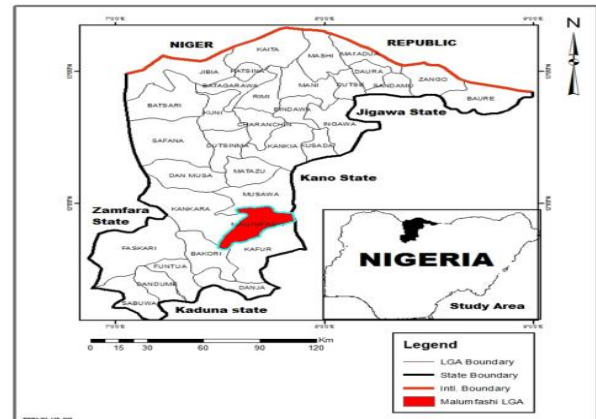 N
NIGER
REPUBLIC
KAITA
MASHI
MAI'ADUA
JIBIA
KATSINA
DAURA
ZANGO
BATAGARAWA
RIMI
MANI
DUTSI
SANDAMU
BAURE
BATSARI
BINDAWA
Jigawa State
CHARANCHI
INGAWA
SAFANA
DUTSINMA
KANKIA
KUSADA
DAN MUSA
MATAZU
Kano State
MUSAWA
Zamfara
State
KANKARA
FASKARI
BAKORI
KAFUR
FUNTUA
DANDUME
DANJA
SABUWA
Kaduna state
NIGERIA
Study Area
0 15 30 60 90 120
Km
Legend
LGA Boundary
State Boundary
Intl. Boundary
Malumfashi LGA